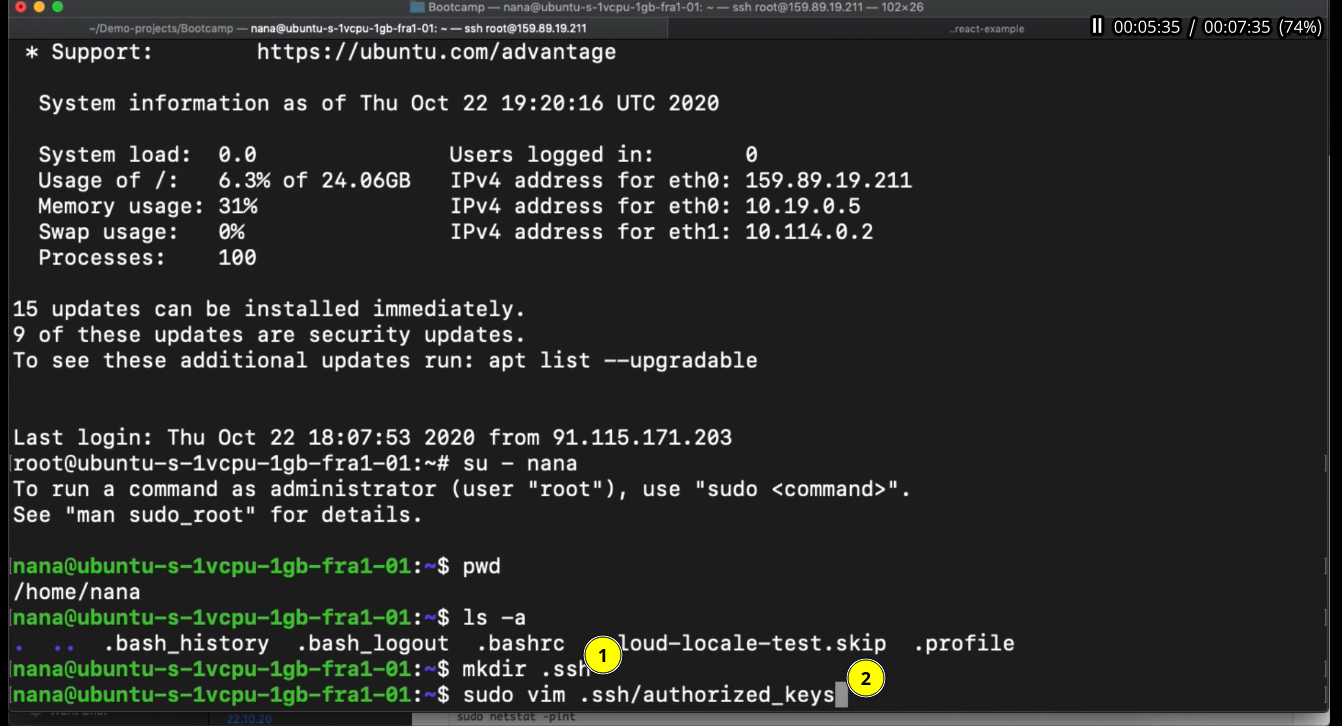 Bootcamp — nana@ubuntu-s-1vcpu-1gb-fra1-01: ~ — ssh root@159.89.19.211 — 102×26
~/Demo-projects/Bootcamp — nana@ubuntu-s-1vcpu-1gb-fra1-01: ~ — ssh root@159.89.19.211
..react-example
00:05:35 / 00:07:35 (74%)
* Support: https://ubuntu.com/advantage
System information as of Thu Oct 22 19:20:16 UTC 2020
System load: 0.0 Users logged in: 0
Usage of /: 6.3% of 24.06GB IPv4 address for eth0: 159.89.19.211
Memory usage: 31% IPv4 address for eth0: 10.19.0.5
Swap usage: 0% IPv4 address for eth1: 10.114.0.2
Processes: 100
15 updates can be installed immediately.
9 of these updates are security updates.
To see these additional updates run: apt list --upgradable
Last login: Thu Oct 22 18:07:53 2020 from 91.115.171.203
root@ubuntu-s-1vcpu-1gb-fra1-01:~# su - nana
To run a command as administrator (user "root"), use "sudo <command>".
See "man sudo_root" for details.
nana@ubuntu-s-1vcpu-1gb-fra1-01:~$ pwd
/home/nana
nana@ubuntu-s-1vcpu-1gb-fra1-01:~$ ls -a
. .. .bash_history .bash_logout .bashrc loud-locale-test.skip .profile
1
nana@ubuntu-s-1vcpu-1gb-fra1-01:~$ mkdir .ssh
2
nana@ubuntu-s-1vcpu-1gb-fra1-01:~$ sudo vim .ssh/authorized_keys
22.10.20
sudo netstat -plnt